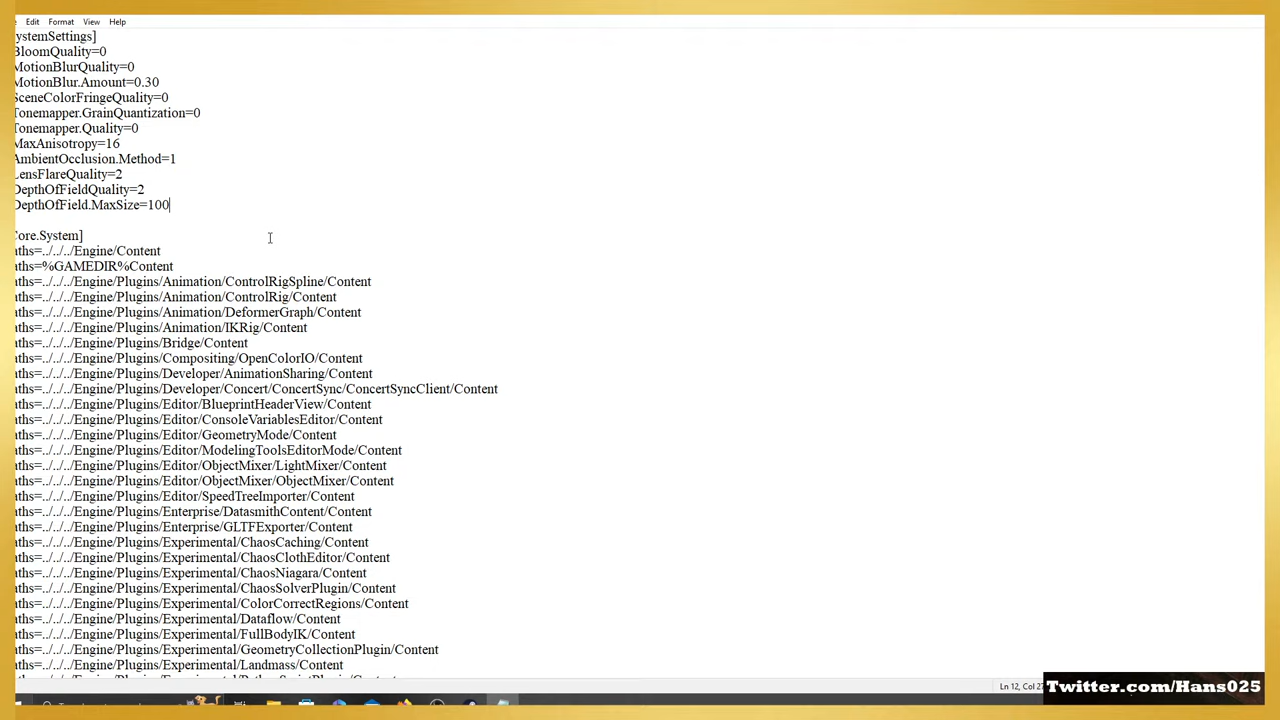 Edit Format View Help
ystemSettings]
BloomQuality=0
MotionBlurQuality=0
MotionBlur.Amount=0.30
SceneColorFringeQuality=0
Tonemapper.GrainQuantization=0
Tonemapper.Quality=0
MaxAnisotropy=16
AmbientOcclusion.Method=1
LensFlareQuality=2
DepthOfFieldQuality=2
DepthOfField.MaxSize=100
Core.System]
aths=../../../Engine/Content
aths=%GAMEDIR%Content
aths=../../../Engine/Plugins/Animation/ControlRigSpline/Content
aths=../../../Engine/Plugins/Animation/ControlRig/Content
aths=../../../Engine/Plugins/Animation/DeformerGraph/Content
aths=../../../Engine/Plugins/Animation/IKRig/Content
aths=../../../Engine/Plugins/Bridge/Content
aths=../../../Engine/Plugins/Compositing/OpenColorIO/Content
aths=../../../Engine/Plugins/Developer/AnimationSharing/Content
aths=../../../Engine/Plugins/Developer/Concert/ConcertSync/ConcertSyncClient/Content
aths=../../../Engine/Plugins/Editor/BlueprintHeaderView/Content
aths=../../../Engine/Plugins/Editor/ConsoleVariablesEditor/Content
aths=../../../Engine/Plugins/Editor/GeometryMode/Content
aths=../../../Engine/Plugins/Editor/ModelingToolsEditorMode/Content
aths=../../../Engine/Plugins/Editor/ObjectMixer/LightMixer/Content
aths=../../../Engine/Plugins/Editor/ObjectMixer/ObjectMixer/Content
aths=../../../Engine/Plugins/Editor/SpeedTreeImporter/Content
aths=../../../Engine/Plugins/Enterprise/DatasmithContent/Content
aths=../../../Engine/Plugins/Enterprise/GLTFExporter/Content
aths=../../../Engine/Plugins/Experimental/ChaosCaching/Content
aths=../../../Engine/Plugins/Experimental/ChaosClothEditor/Content
aths=../../../Engine/Plugins/Experimental/ChaosNiagara/Content
aths=../../../Engine/Plugins/Experimental/ChaosSolverPlugin/Content
aths=../../../Engine/Plugins/Experimental/ColorCorrectRegions/Content
aths=../../../Engine/Plugins/Experimental/Dataflow/Content
aths=../../../Engine/Plugins/Experimental/FullBodyIK/Content
aths=../../../Engine/Plugins/Experimental/GeometryCollectionPlugin/Content
aths=../../../Engine/Plugins/Experimental/Landmass/Content
Ln 12, Col 2
Twitter.com/Hans025